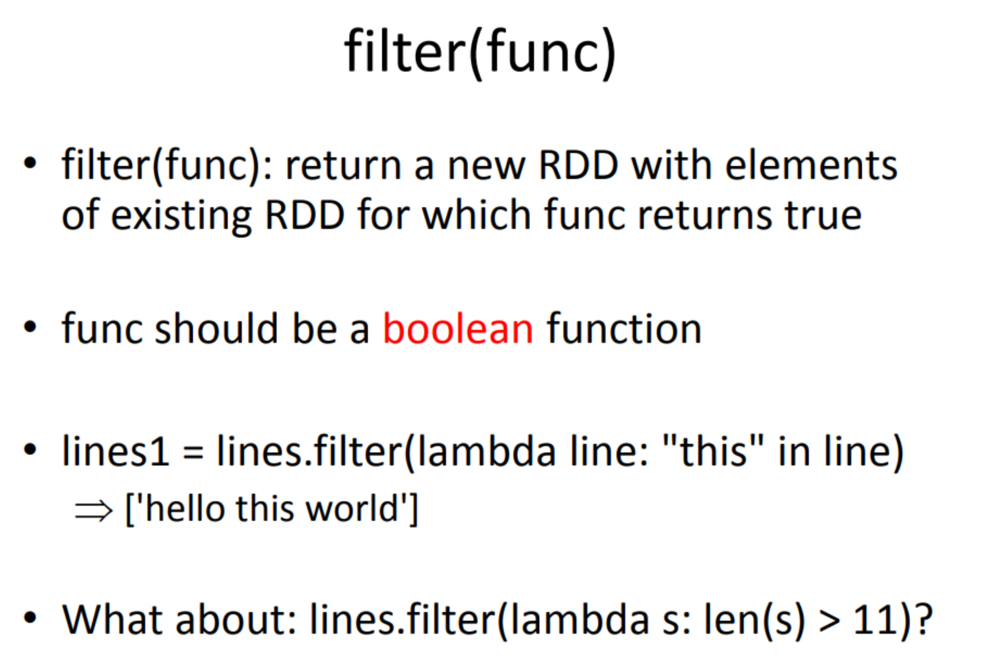 filter(func)
• filter(func): return a new RDD with elements
of existing RDD for which func returns true
• func should be a boolean function
• lines1 = lines.filter(lambda line: "this" in line)
⇒ ['hello this world']
• What about: lines.filter(lambda s: len(s) > 11)?